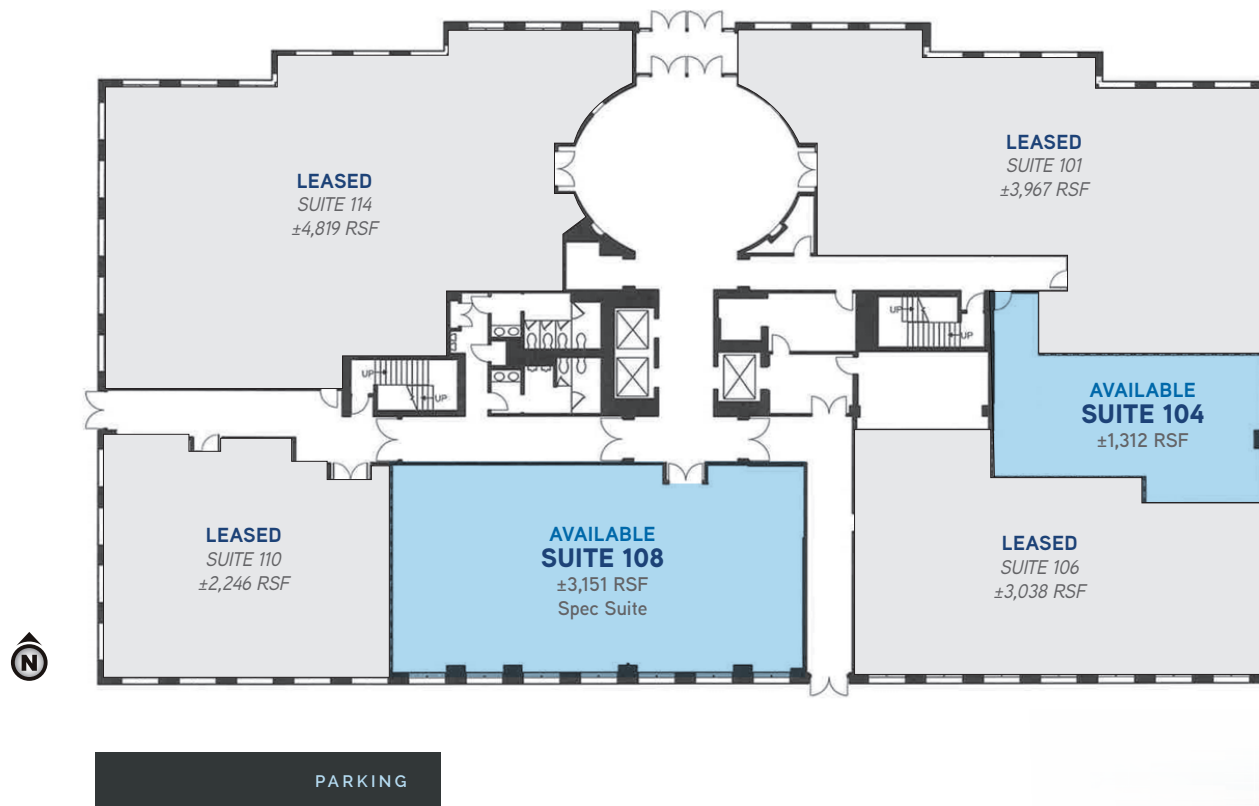 LEASED
SUITE 101
±3,967 RSF
LEASED
SUITE 114
±4,819 RSF
UP
UP
UP
UP
AVAILABLE
SUITE 104
±1,312 RSF
LEASED
SUITE 110
±2,246 RSF
AVAILABLE
SUITE 108
±3,151 RSF
Spec Suite
LEASED
SUITE 106
±3,038 RSF
N
PARKING